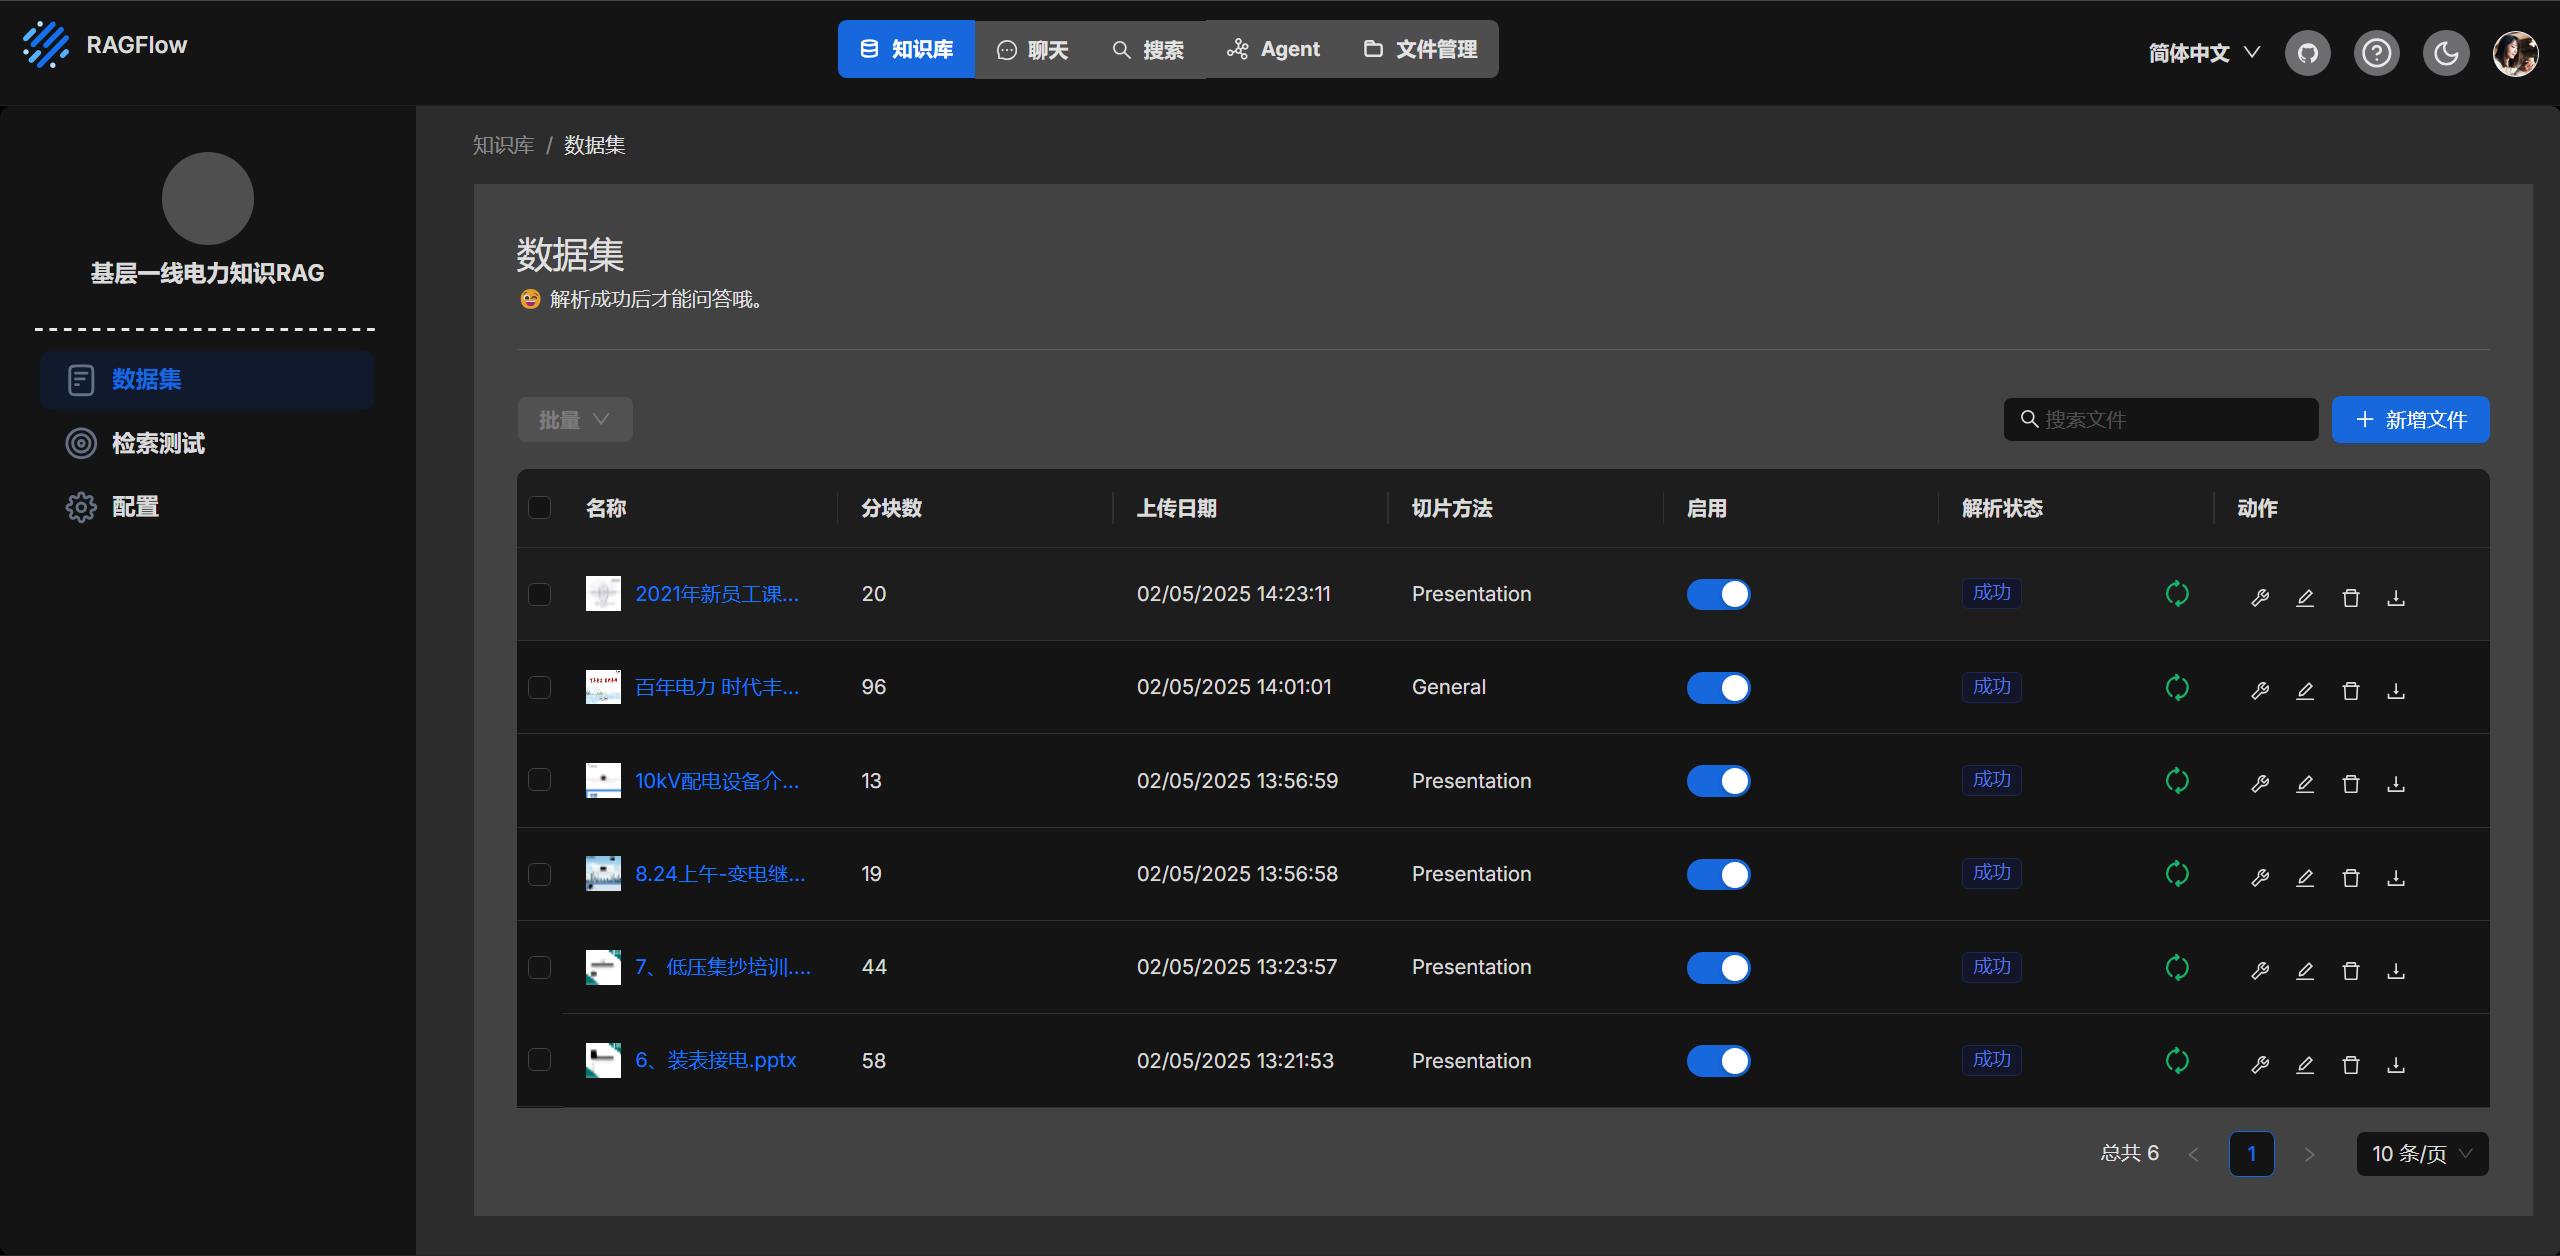 RAGFlow
知识库 聊天 搜索 Agent 文件管理
简体中文
知识库 / 数据集
基层一线电力知识RAG
数据集
检索测试
配置
数据集
解析成功后才能问答哦。
批量
搜索文件
新增文件
名称 分块数 上传日期 切片方法 启用 解析状态 动作
2021年新员工课... 20 02/05/2025 14:23:11 Presentation 成功
百年电力 时代丰... 96 02/05/2025 14:01:01 General 成功
10kV配电设备介... 13 02/05/2025 13:56:59 Presentation 成功
8.24上午-变电继... 19 02/05/2025 13:56:58 Presentation 成功
7、低压集抄培训.... 44 02/05/2025 13:23:57 Presentation 成功
6、装表接电.pptx 58 02/05/2025 13:21:53 Presentation 成功
总共 6 1 10 条/页